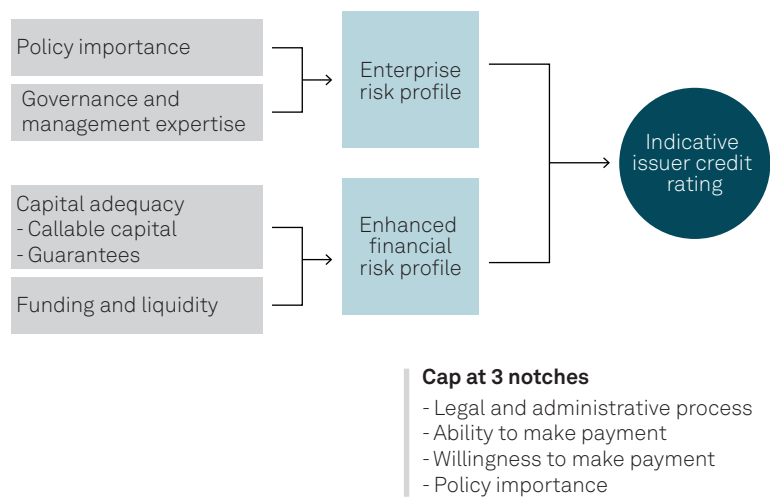 Policy importance
Governance and
management expertise
Enterprise
risk profile
Capital adequacy
- Callable capital
- Guarantees
Funding and liquidity
Enhanced
financial
risk profile
Indicative
issuer credit
rating
Cap at 3 notches
- Legal and administrative process
- Ability to make payment
- Willingness to make payment
- Policy importance